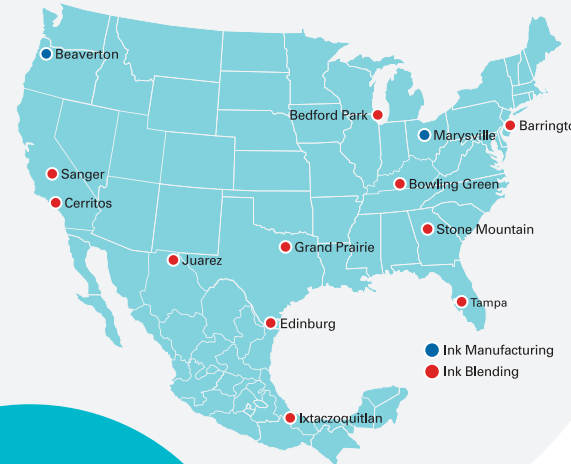 Beaverton
Bedford Park
Marysville
Sanger
Bowling Green
Cerritos
Stone Mountain
Grand Prairie
Juarez
Tampa
Edinburg
Ink Manufacturing
Ink Blending
Ixtaczoquitlan